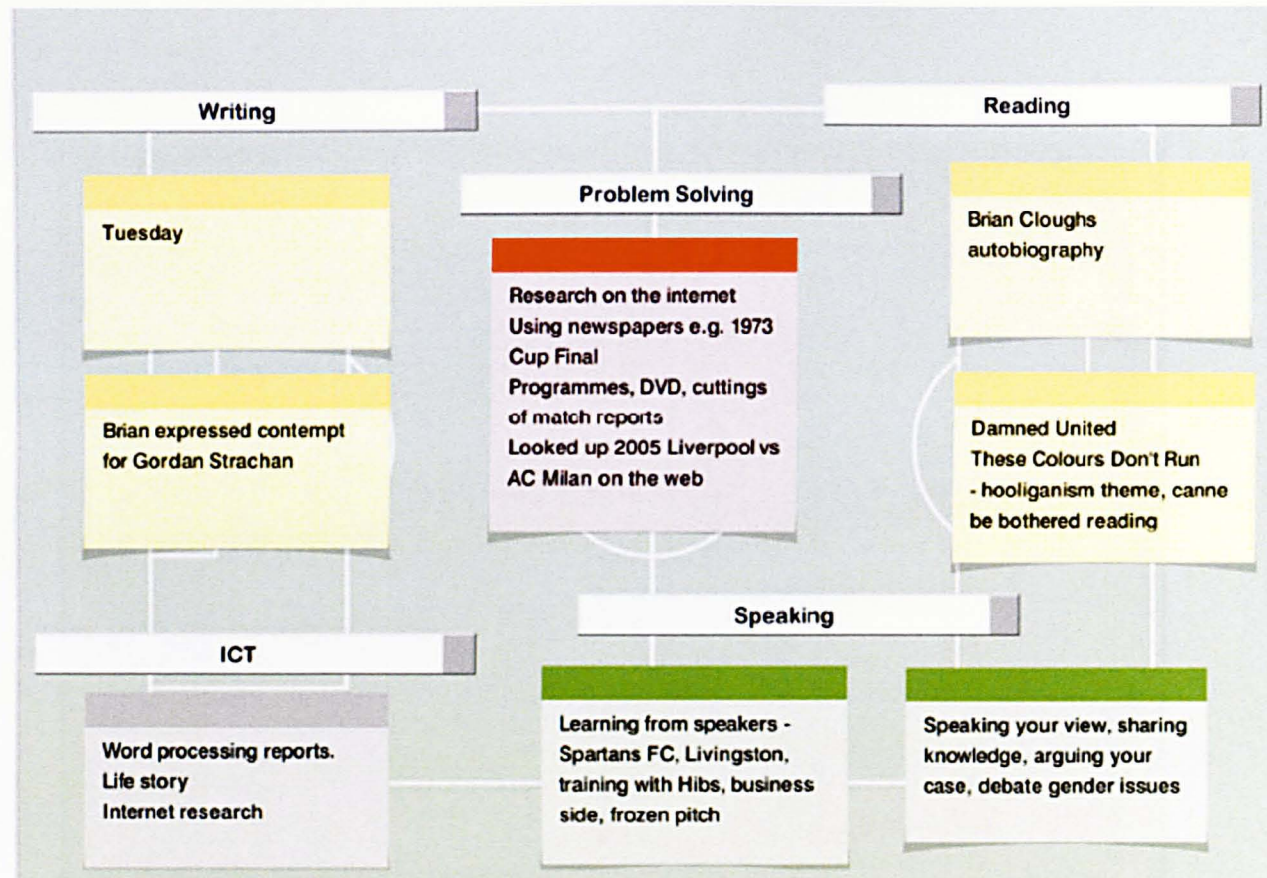 Writing
Tuesday
Brian expressed contempt
for Gordan Strachan
ICT
Word processing reports.
Life story
Internet research
Problem Solving
Research on the internet
Using newspapers e.g. 1973
Cup Final
Programmes, DVD, cuttings
of match reports
Looked up 2005 Liverpool vs
AC Milan on the web
Reading
Brian Cloughs
autobiography
Damned United
These Colours Don't Run
- hooliganism theme, canne
be bothered reading
Speaking
Learning from speakers -
Spartans FC, Livingston,
training with Hibs, business
side, frozen pitch
Speaking your view, sharing
knowledge, arguing your
case, debate gender issues